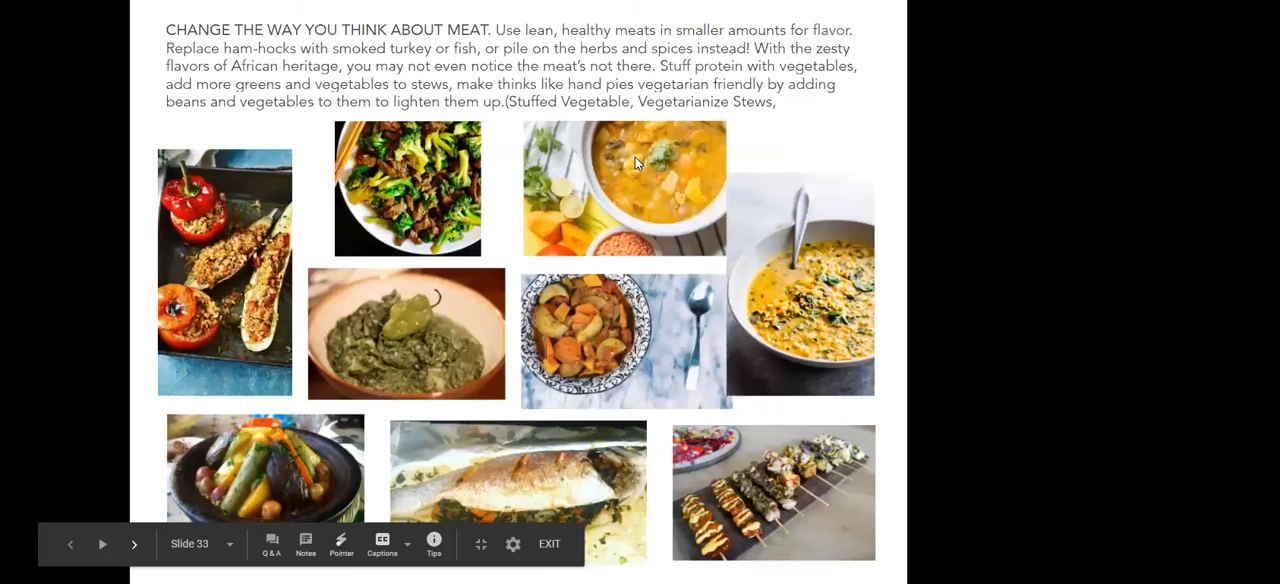 CHANGE THE WAY YOU THINK ABOUT MEAT. Use lean, healthy meats in smaller amounts for flavor.
Replace ham-hocks with smoked turkey or fish, or pile on the herbs and spices instead! With the zesty
flavors of African heritage, you may not even notice the meat's not there. Stuff protein with vegetables,
add more greens and vegetables to stews, make thinks like hand pies vegetarian friendly by adding
beans and vegetables to them to lighten them up.(Stuffed Vegetable, Vegetarianize Stews,
Slide 33
Q & A
Notes
Pointer
Captions
Tips
EXIT